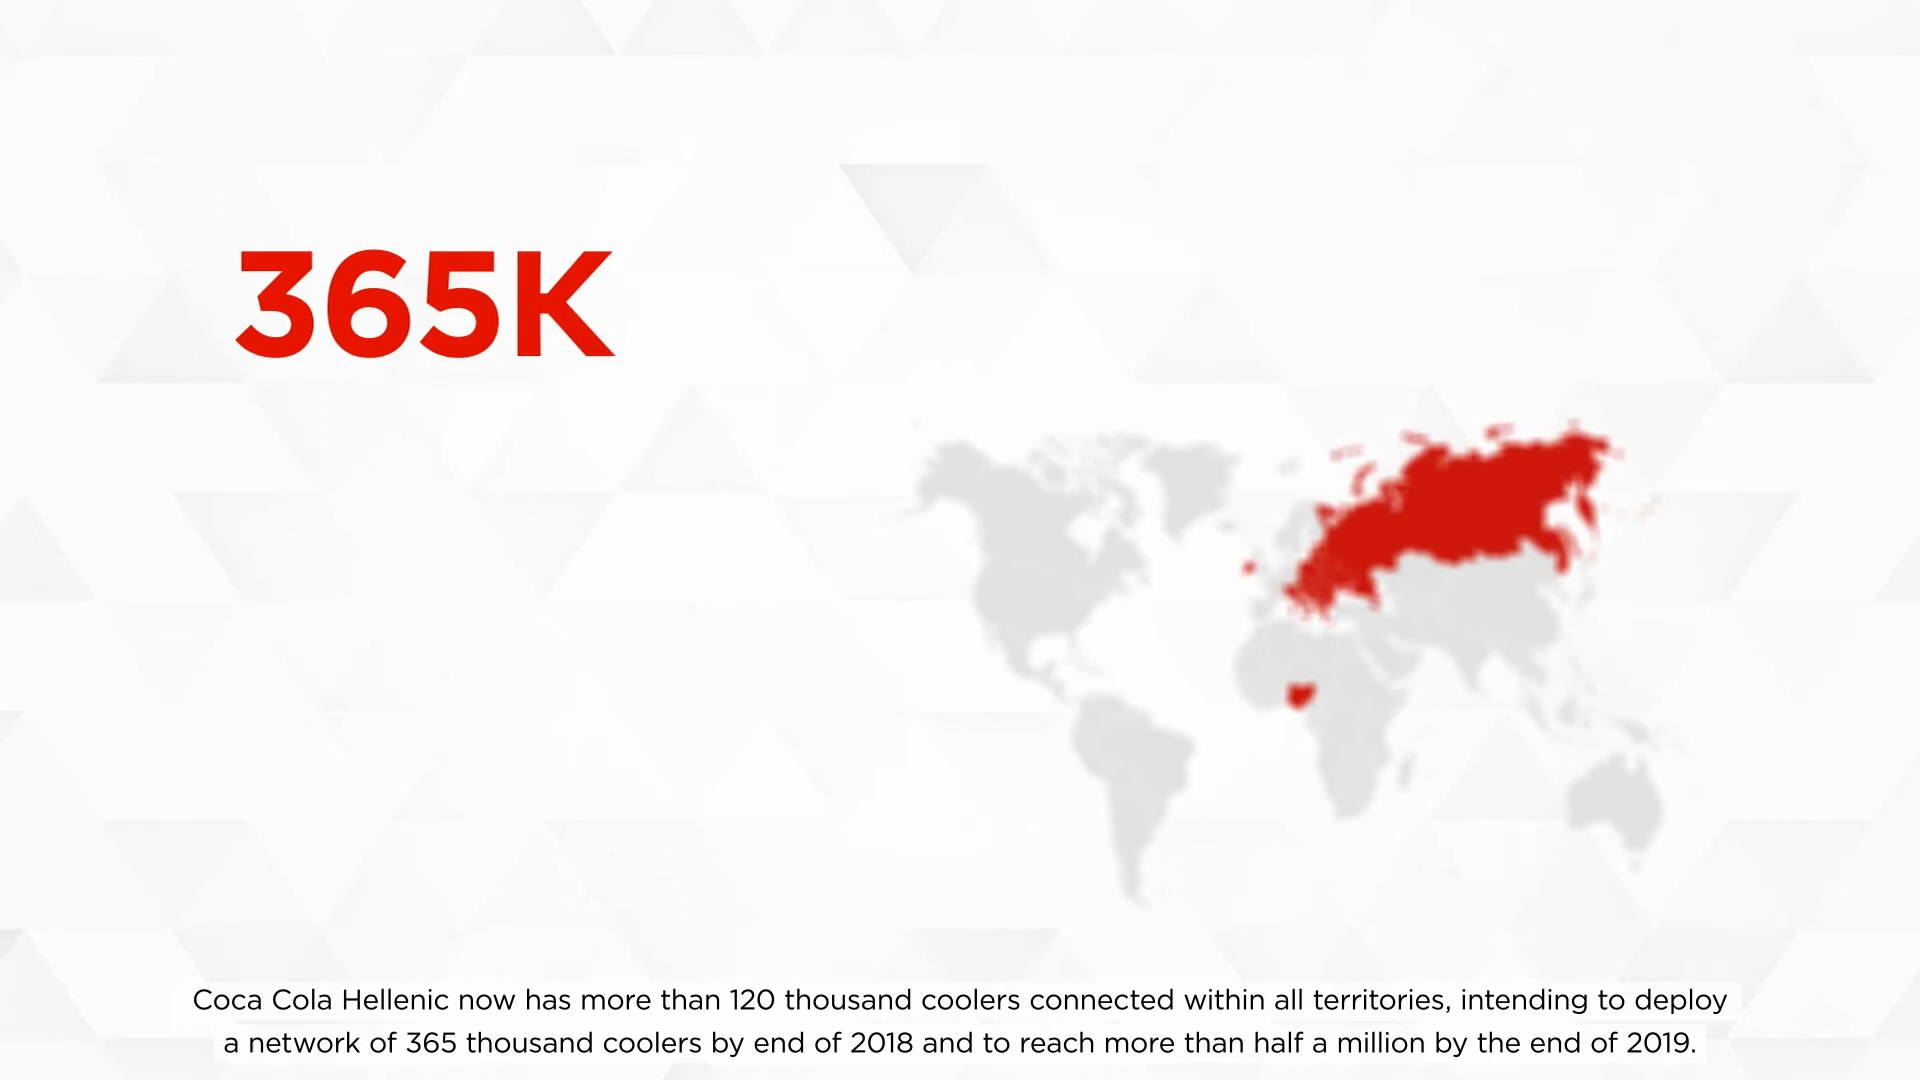 365K
Coca Cola Hellenic now has more than 120 thousand coolers connected within all territories, intending to deploy
a network of 365 thousand coolers by end of 2018 and to reach more than half a million by the end of 2019.